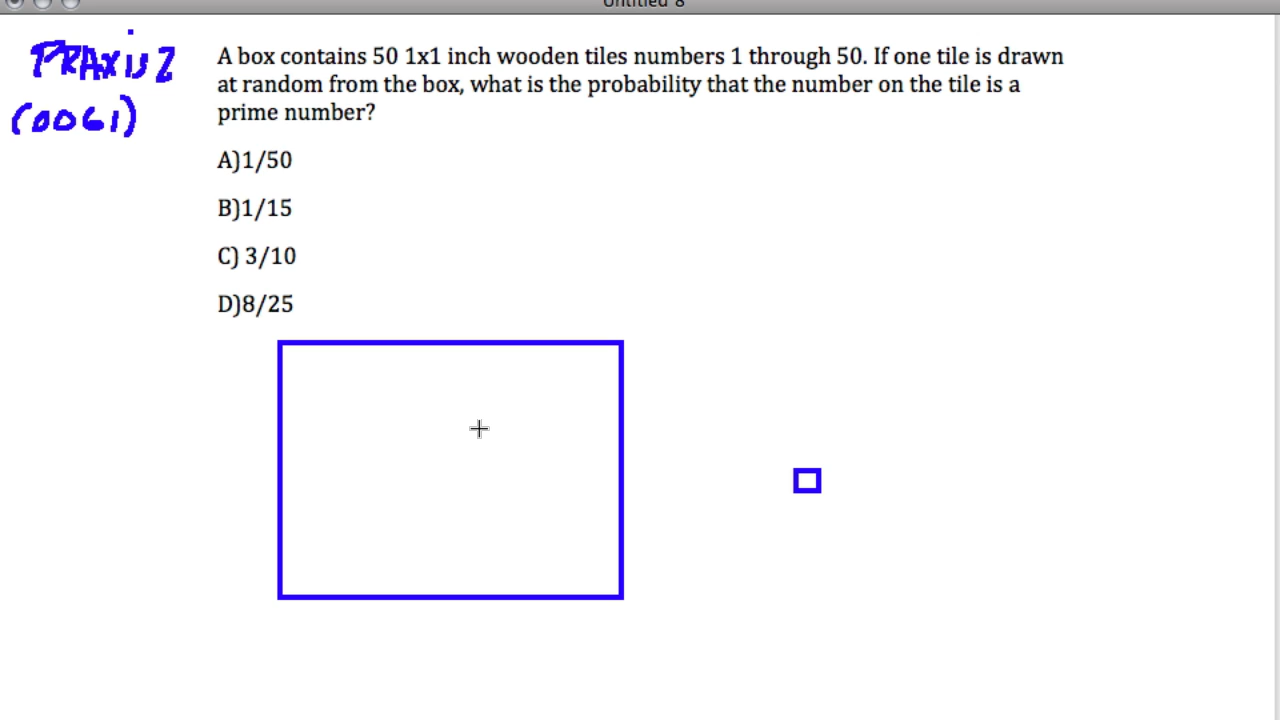 Untitled 8
PRAXIS 2
(0061)
A box contains 50 1x1 inch wooden tiles numbers 1 through 50. If one tile is drawn
at random from the box, what is the probability that the number on the tile is a
prime number?
A)1/50
B)1/15
C) 3/10
D)8/25